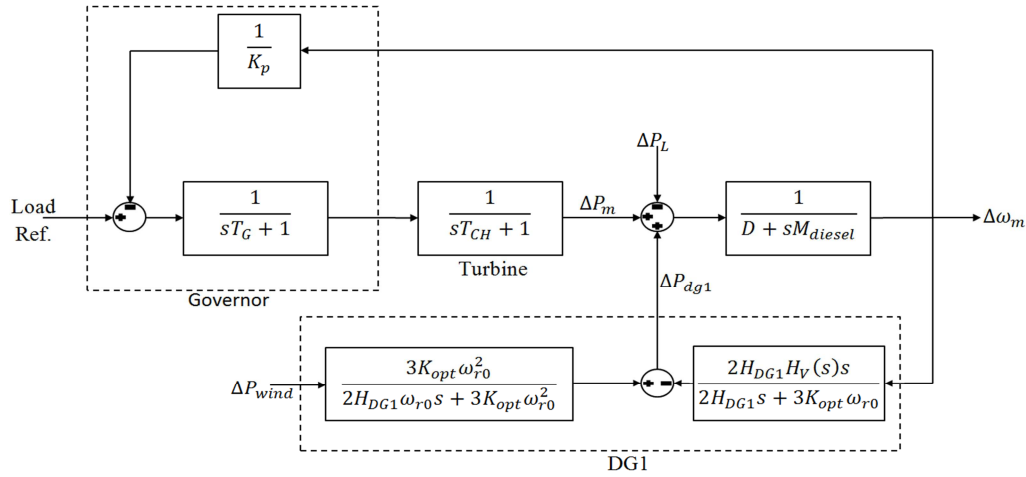 1
K_p
ΔP_L
Load
Ref.
1
sT_G + 1
1
sT_CH + 1
ΔP_m
1
D + sM_diesel
Δω_m
Turbine
Governor
ΔP_dg1
ΔP_wind
3K_opt ω_r0^2
2H_DG1 ω_r0 s + 3K_opt ω_r0^2
2H_DG1 H_V(s)s
2H_DG1 s + 3K_opt ω_r0
DG1